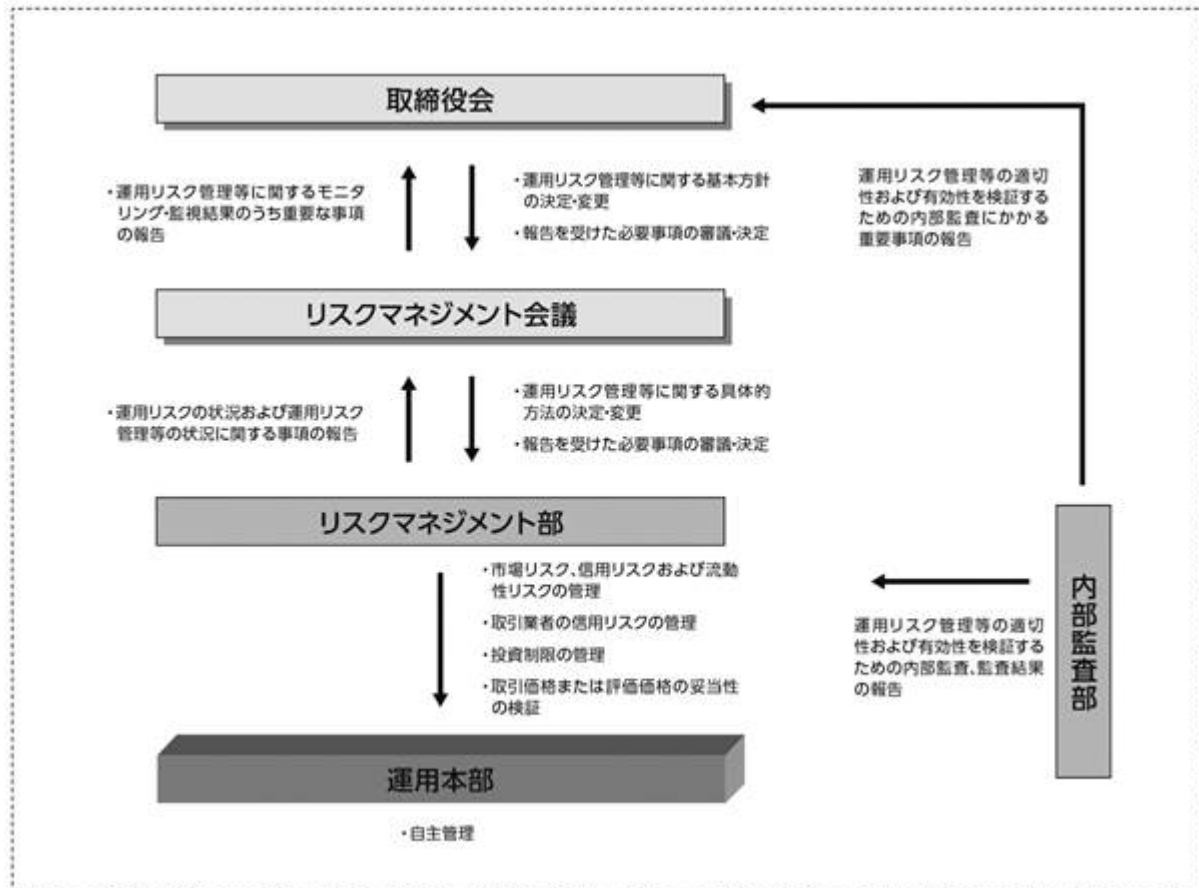 取締役会
・運用リスク管理等に関するモニタ
リング・監視結果のうち重要な事項
の報告
・運用リスク管理等に関する基本方針
の決定・変更
・報告を受けた必要事項の審議・決定
運用リスク管理等の適切
性および有効性を検証する
ための内部監査にかかる
重要事項の報告
リスクマネジメント会議
・運用リスクの状況および運用リスク
管理等の状況に関する事項の報告
・運用リスク管理等に関する具体的
方法の決定・変更
・報告を受けた必要事項の審議・決定
リスクマネジメント部
・市場リスク、信用リスクおよび流動
性リスクの管理
・取引業者の信用リスクの管理
・投資制限の管理
・取引価格または評価価格の妥当性
の検証
運用リスク管理等の適切
性および有効性を検証する
ための内部監査、監査結果
の報告
内部監査部
運用本部
・自主管理